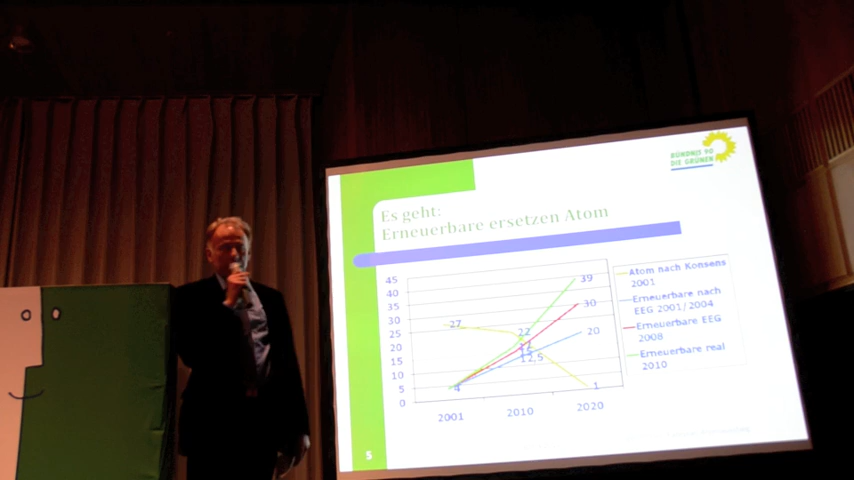 BÜNDNIS 90
DIE GRÜNEN
Es geht:
Erneuerbare ersetzen Atom
45
40
35
30
25
20
15
10
5
0
27
4
22
17
12,5
39
30
20
1
2001
2010
2020
Atom nach Konsens
2001
Erneuerbare nach
EEG 2001/2004
Erneuerbare EEG
2008
Erneuerbare real
2010
5